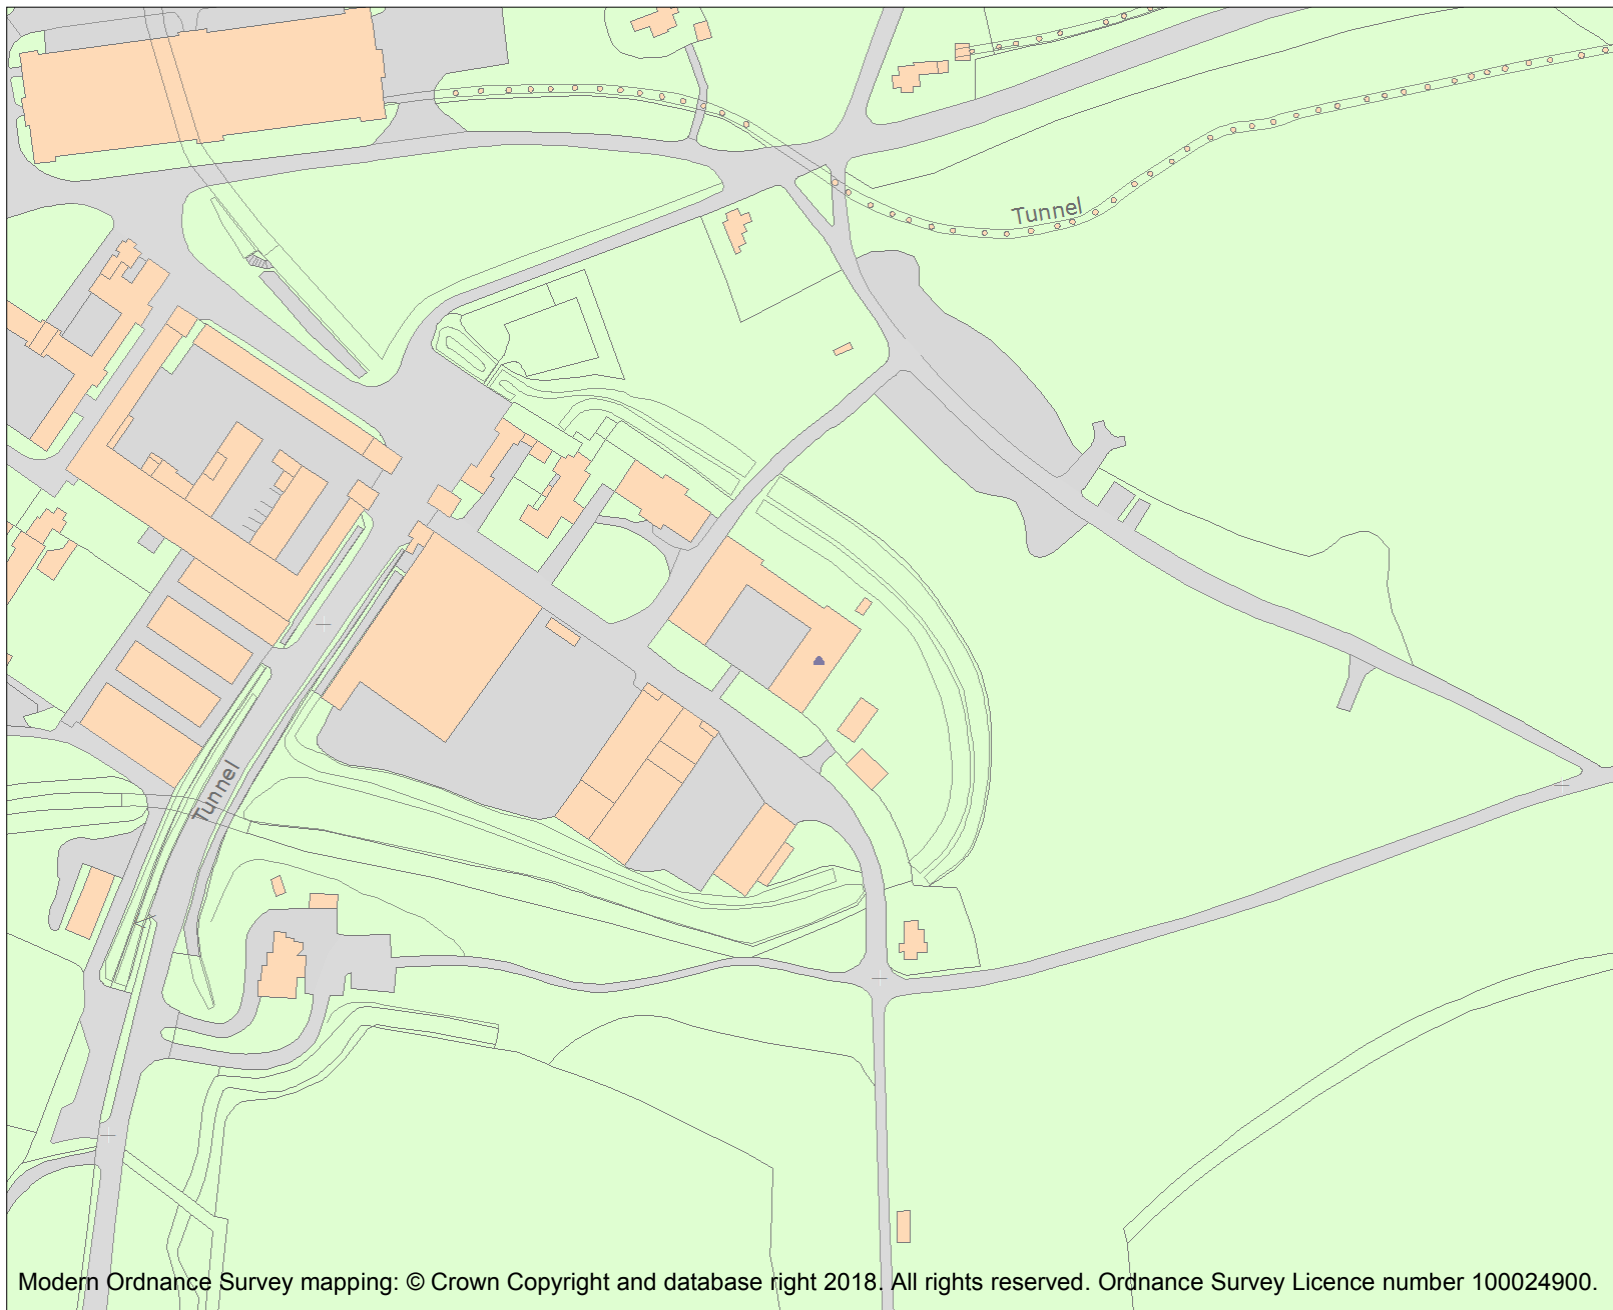 Tunnel
Tunnel
Modern Ordnance Survey mapping: © Crown Copyright and database right 2018. All rights reserved. Ordnance Survey Licence number 100024900.